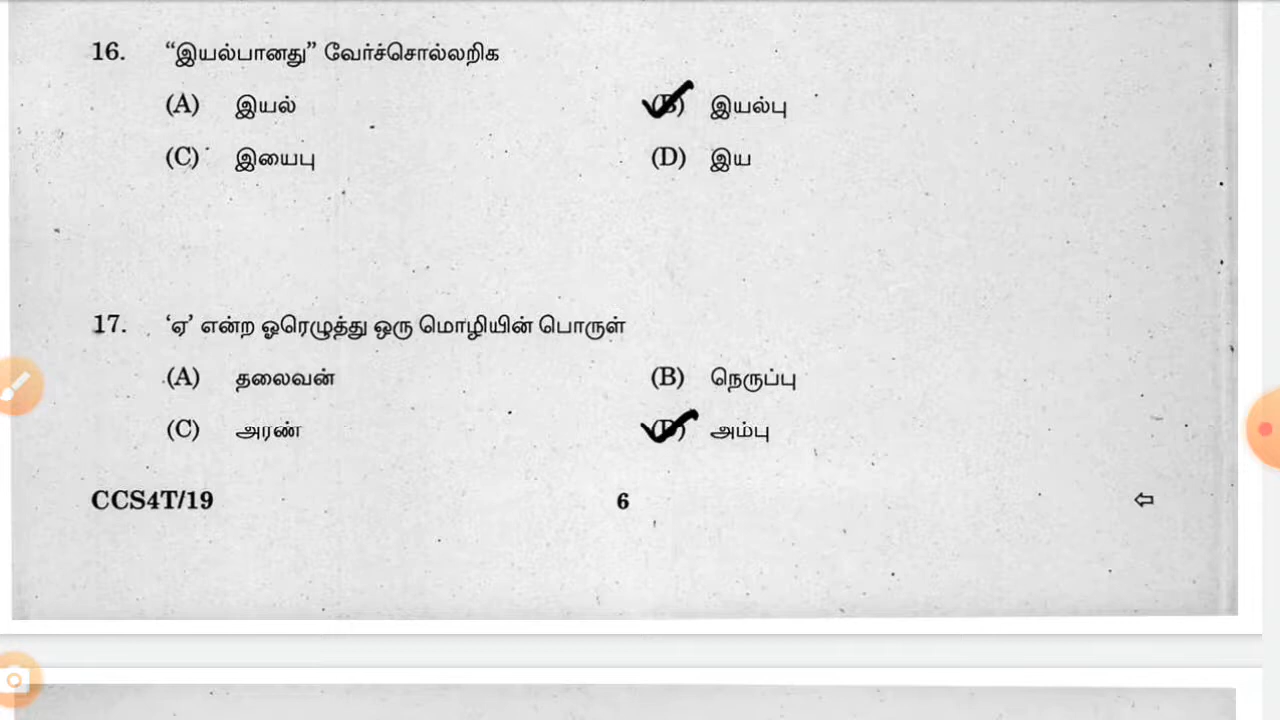 16. “இயல்பானது” வேர்ச்சொல்லறிக
(A) இயல் (B) இயல்பு
(C) இயைபு (D) இய
17. ‘ஏ’ என்ற ஓரெழுத்து ஒரு மொழியின் பொருள்
(A) தலைவன் (B) நெருப்பு
(C) அரண் (D) அம்பு
CCS4T/19 6 ⇦